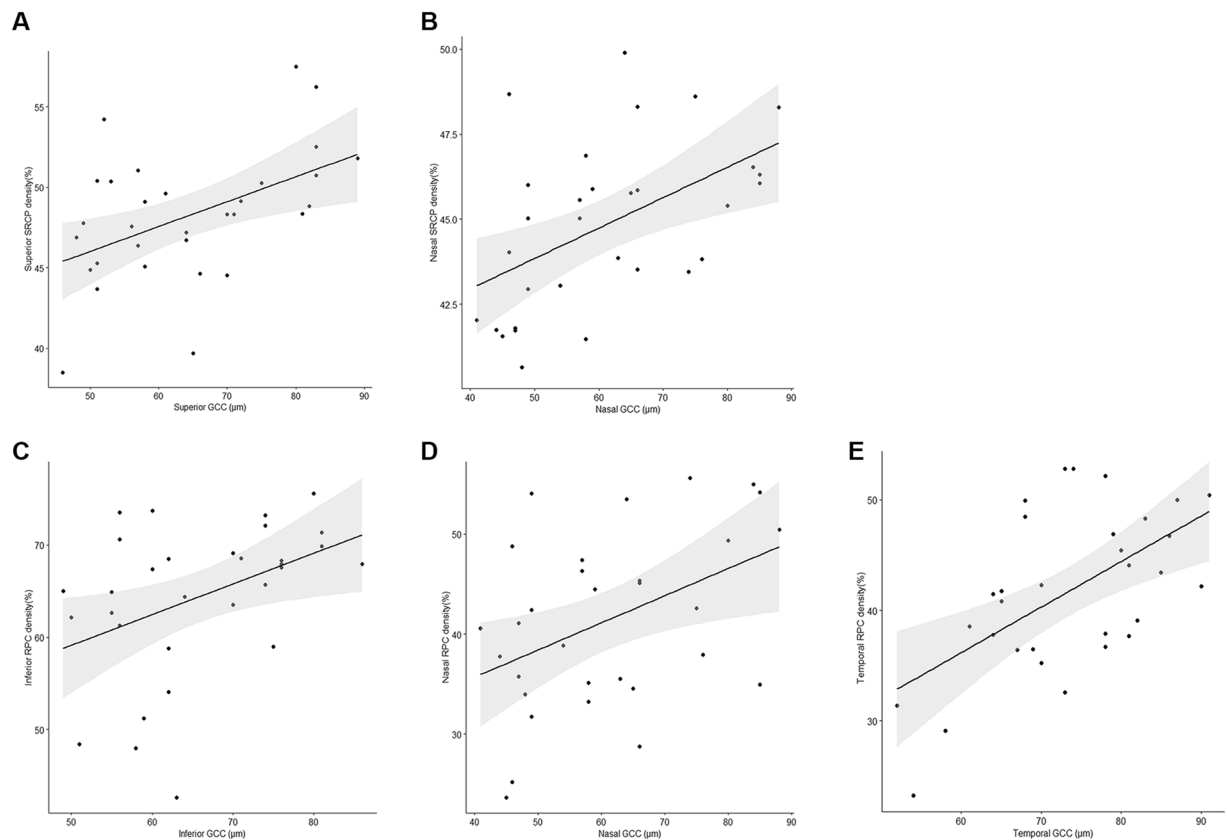 A
B
Superior SRCP density(%)
55
50
45
40
50 60 70 80 90
Superior GCC (μm)
Nasal SRCP density(%)
50.0
47.5
45.0
42.5
40 50 60 70 80 90
Nasal GCC (μm)
C
D
E
Inferior RPC density(%)
70
60
50
50 60 70 80
Inferior GCC (μm)
Nasal RPC density(%)
50
40
30
40 50 60 70 80 90
Nasal GCC (μm)
Temporal RPC density(%)
50
40
30
60 70 80 90
Temporal GCC (μm)